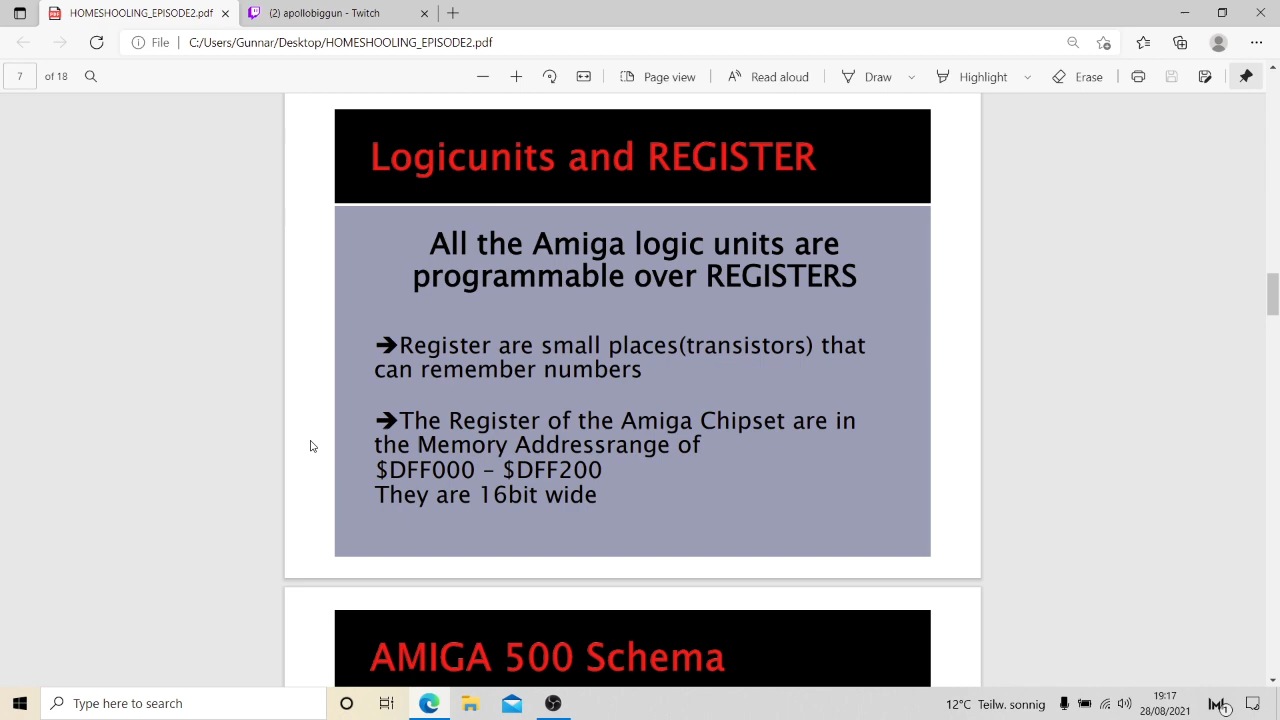 HOMESHOOLING_EPISODE2.pdf
apollobiggun - Twitch
File
C:/Users/Gunnar/Desktop/HOMESHOOLING_EPISODE2.pdf
7 of 18
Page view
Read aloud
Draw
Highlight
Erase
Logicunits and REGISTER
All the Amiga logic units are
programmable over REGISTERS
➔Register are small places(transistors) that
can remember numbers
➔The Register of the Amiga Chipset are in
the Memory Addressrange of
$DFF000 - $DFF200
They are 16bit wide
AMIGA 500 Schema
Type here to search
12°C Teilw. sonnig
19:17
28/08/2021
1